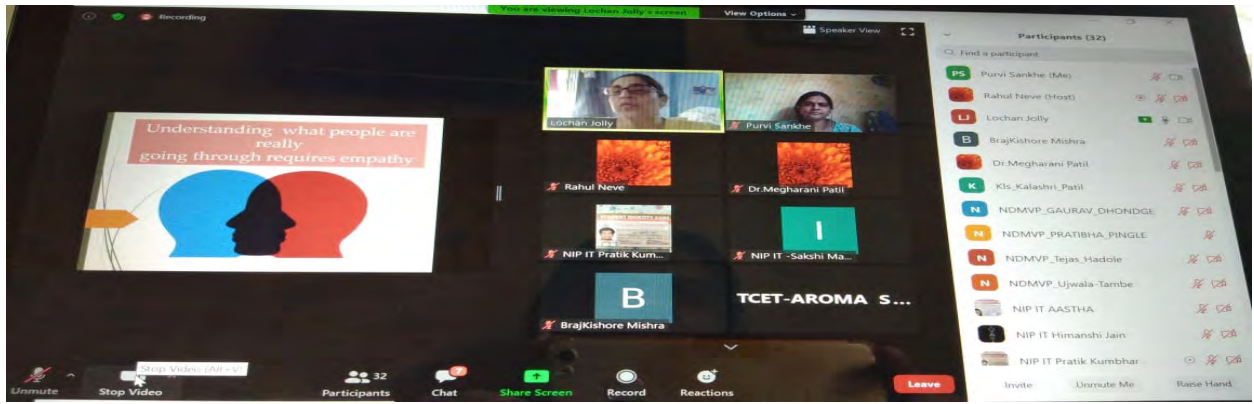 You are viewing Lochan Jolly's screen
View Options
Recording
Speaker View
Understanding what people are
really
going through requires empathy
Lochan Jolly
Purvi Sankhe
Rahul Neve
Dr.Megharani Patil
NIP IT Pratik Kum...
NIP IT -Sakshi Ma...
I
B
BrajKishore Mishra
TCET-AROMA S...
Stop Video (Alt+V)
Unmute
Stop Video
32
Participants
7
Chat
Share Screen
Record
Reactions
Leave
Participants (32)
Find a participant
PS Purvi Sankhe (Me)
Rahul Neve (Host)
LJ Lochan Jolly
B BrajKishore Mishra
Dr.Megharani Patil
K Kls_Kalashri_Patil
N NDMVP_GAURAV_DHONDGE
N NDMVP_PRATIBHA_PINGLE
N NDMVP_Tejas_Hadole
N NDMVP_Ujwala-Tambe
NIP IT AASTHA
NIP IT Himanshi Jain
NIP IT Pratik Kumbhar
Invite
Unmute Me
Raise Hand